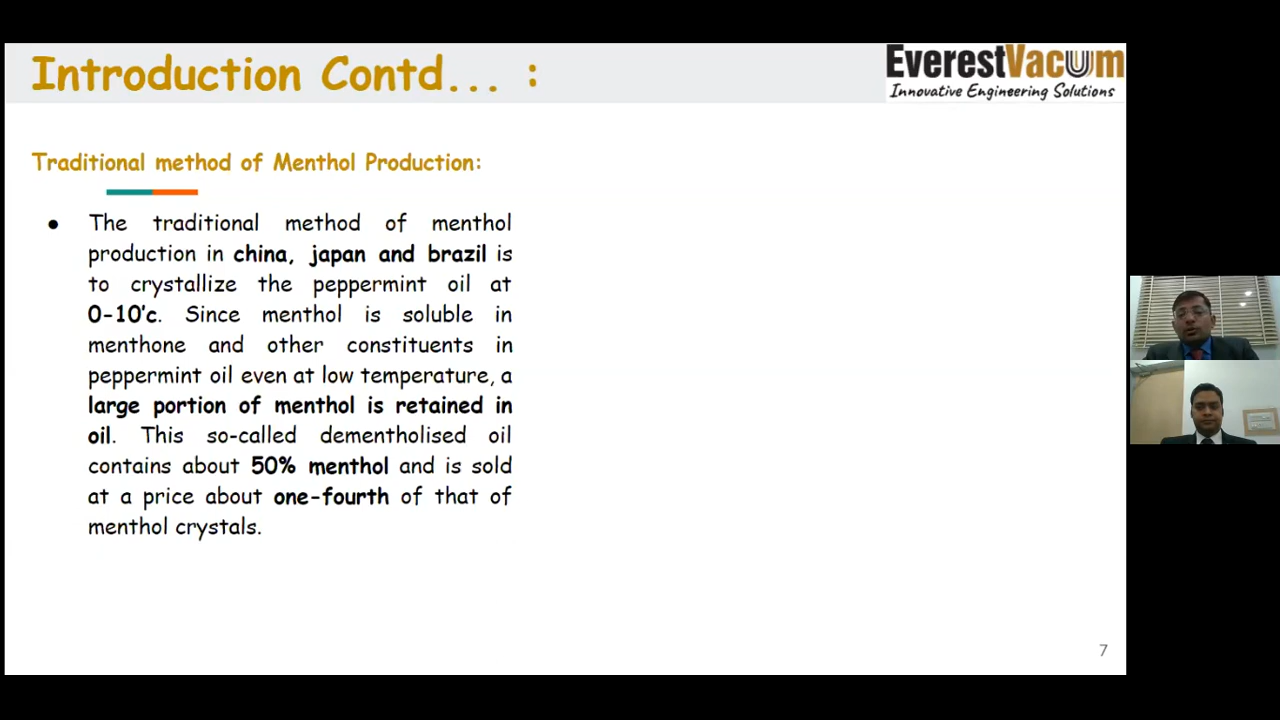 Introduction Contd... :
EverestVacuum
Innovative Engineering Solutions
Traditional method of Menthol Production:
● The traditional method of menthol
production in china, japan and brazil is
to crystallize the peppermint oil at
0-10'c. Since menthol is soluble in
menthone and other constituents in
peppermint oil even at low temperature, a
large portion of menthol is retained in
oil. This so-called dementholised oil
contains about 50% menthol and is sold
at a price about one-fourth of that of
menthol crystals.
7